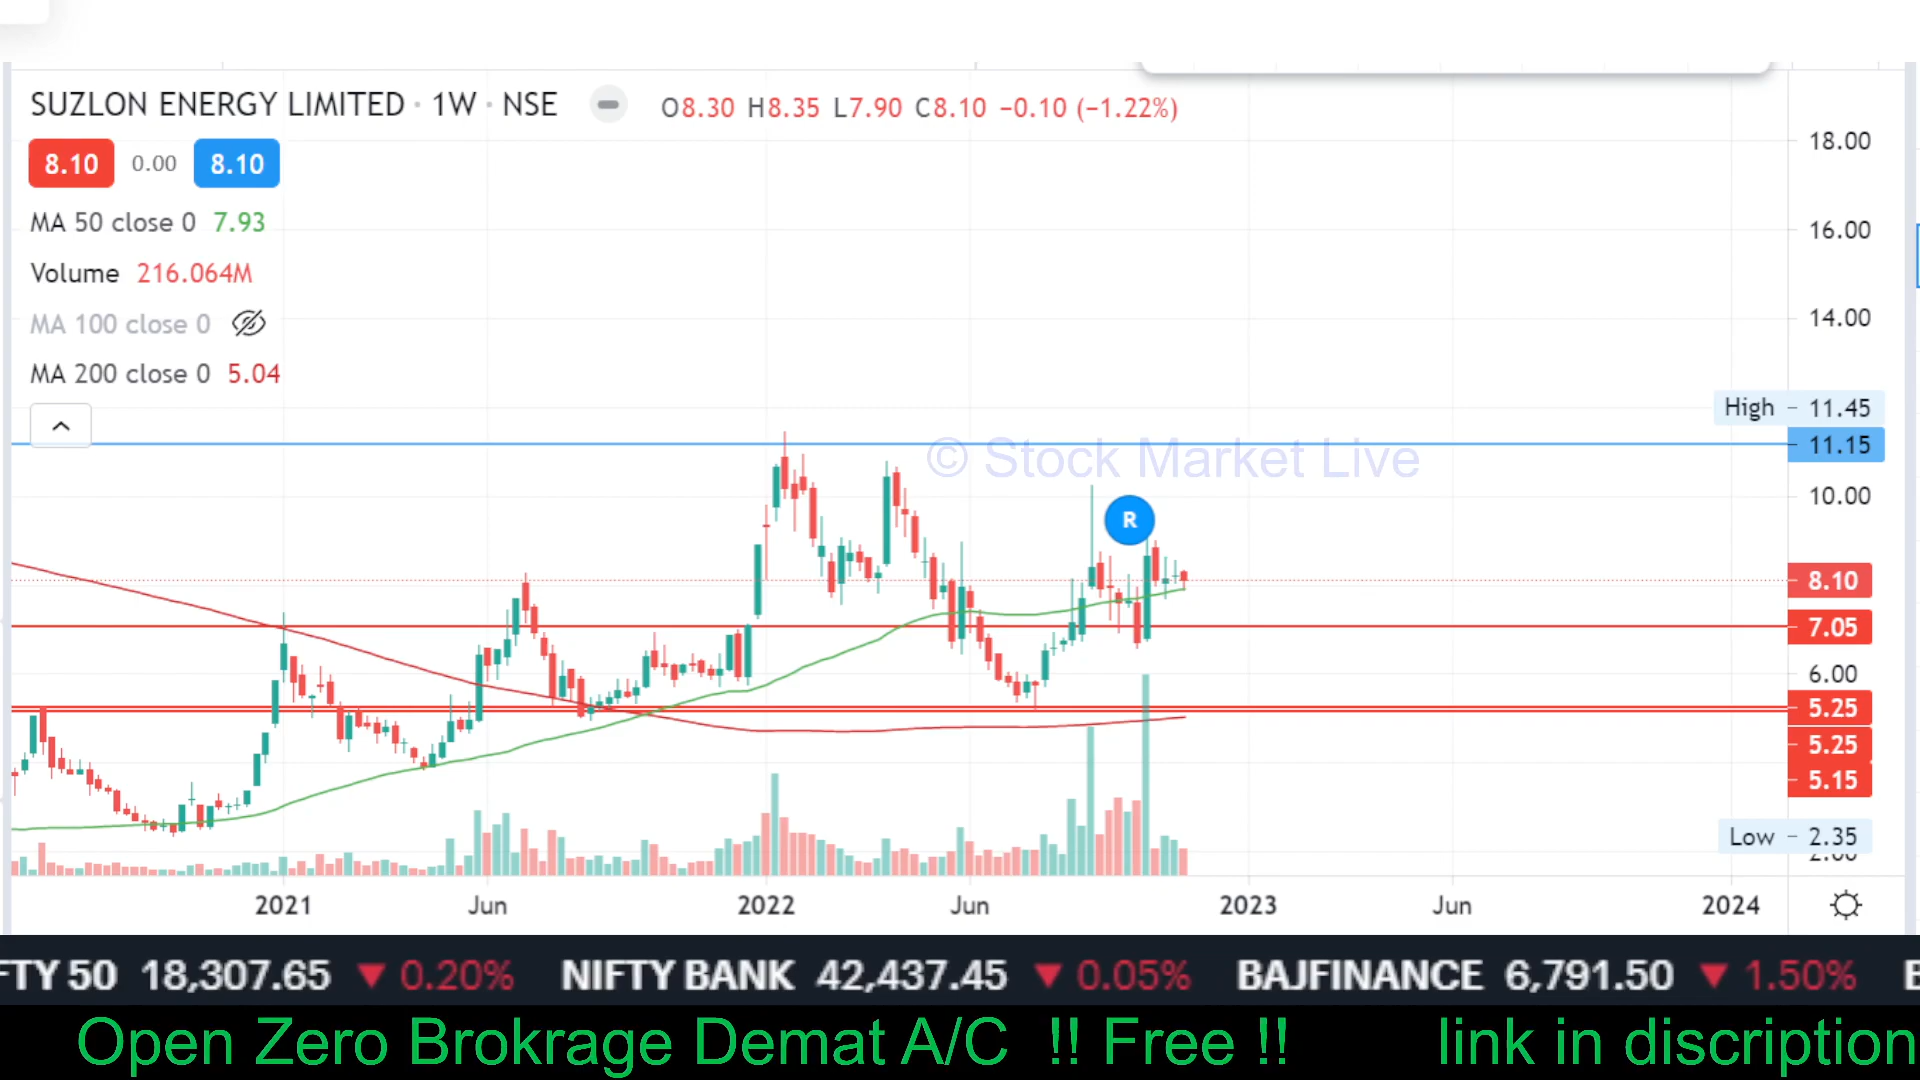 SUZLON ENERGY LIMITED · 1W · NSE O8.30 H8.35 L7.90 C8.10 −0.10 (−1.22%)
8.10 0.00 8.10
MA 50 close 0 7.93
Volume 216.064M
MA 100 close 0
MA 200 close 0 5.04
18.00
16.00
14.00
High 11.45
11.15
© Stock Market Live
10.00
R
8.10
7.05
6.00
5.25
5.25
5.15
Low 2.35
2021 Jun 2022 Jun 2023 Jun 2024
FTY 50 18,307.65 ▼ 0.20% NIFTY BANK 42,437.45 ▼ 0.05% BAJFINANCE 6,791.50 ▼ 1.50%
Open Zero Brokrage Demat A/C !! Free !! link in discription